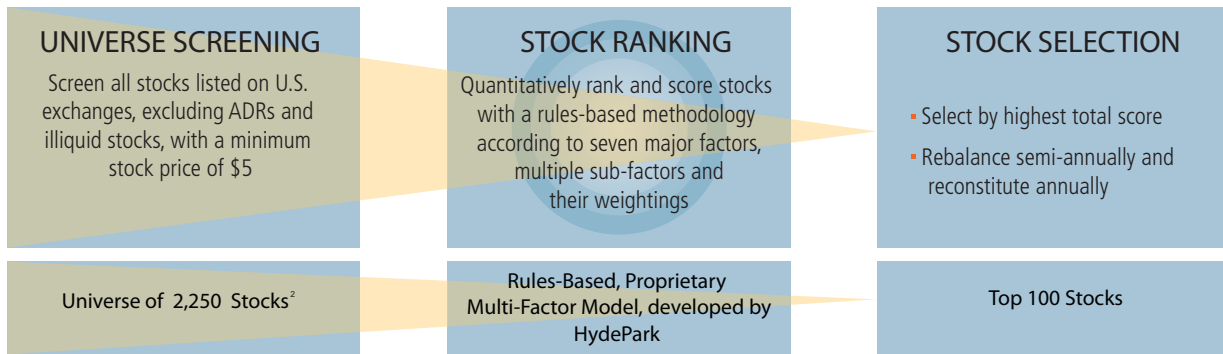 UNIVERSE SCREENING
Screen all stocks listed on U.S.
exchanges, excluding ADRs and
illiquid stocks, with a minimum
stock price of $5
STOCK RANKING
Quantitatively rank and score stocks
with a rules-based methodology
according to seven major factors,
multiple sub-factors and
their weightings
STOCK SELECTION
▪ Select by highest total score
▪ Rebalance semi-annually and
reconstitute annually
Universe of 2,250 Stocks²
Rules-Based, Proprietary
Multi-Factor Model, developed by
HydePark
Top 100 Stocks